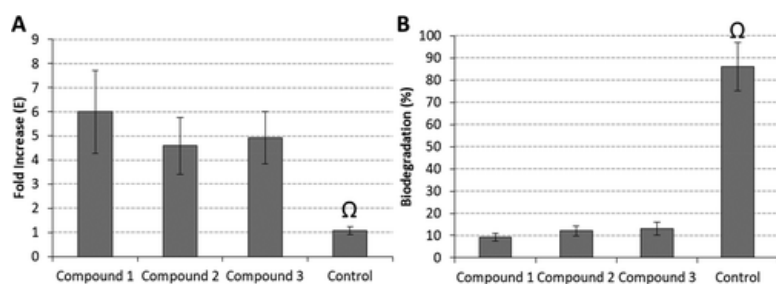 A
Fold Increase (E)
9
8
7
6
5
4
3
2
1
0
Ω
Compound 1 Compound 2 Compound 3 Control
B
Biodegradation (%)
100
90
80
70
60
50
40
30
20
10
0
Ω
Compound 1 Compound 2 Compound 3 Control